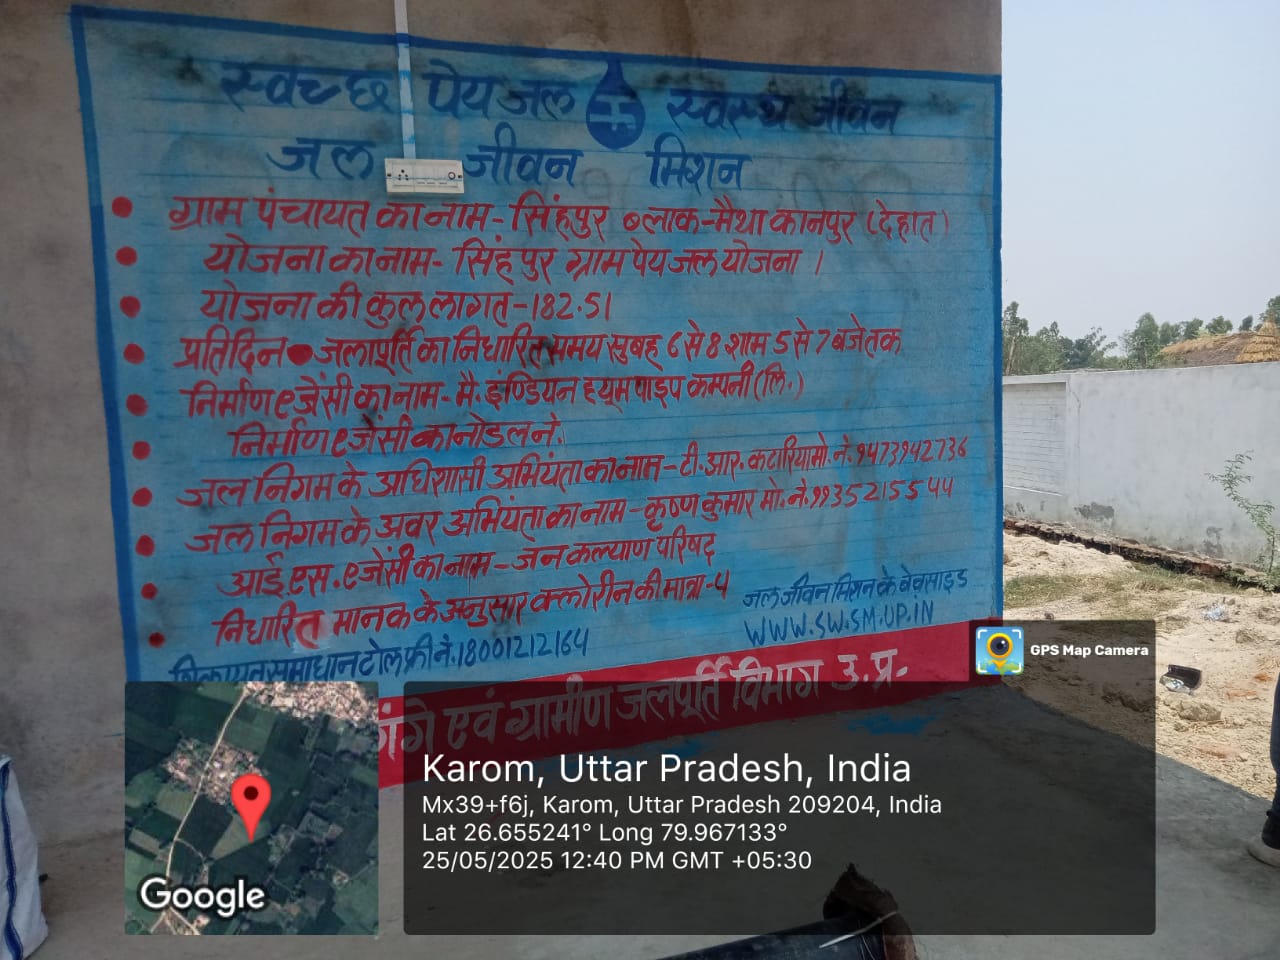 स्वच्छ पेयजल स्वस्थ जीवन
जल जीवन मिशन
ग्राम पंचायत का नाम - सिंहपुर ब्लाक - मैथा कानपुर (देहात)
योजना का नाम - सिंहपुर ग्राम पेयजल योजना ।
योजना की कुल लागत - 182.51
प्रतिदिन जलापूर्ति का निर्धारित समय सुबह 6 से 8 शाम 5 से 7 बजे तक
निर्माण एजेंसी का नाम - मै. इण्डियन ह्यूम पाइप कम्पनी (लि.)
निर्माण एजेंसी का नोडल नं.
जल निगम के अधिशासी अभियंता का नाम - टी. आर. कटारिया मो. नं. 9473942736
जल निगम के अवर अभियंता का नाम - कृष्ण कुमार मो. नं. 9935215544
आई.एस. एजेंसी का नाम - जन कल्याण परिषद
निर्धारित मानक के अनुसार क्लोरीन की मात्रा - 4
जल जीवन मिशन के बेवसाइड
WWW.SW.SM.UP.IN
समाधान टोल फ्री नं. 18001212164
गंगे एवं ग्रामीण जलपूर्ति विभाग उ.प्र.
GPS Map Camera
Karom, Uttar Pradesh, India
Mx39+f6j, Karom, Uttar Pradesh 209204, India
Lat 26.655241° Long 79.967133°
25/05/2025 12:40 PM GMT +05:30
Google